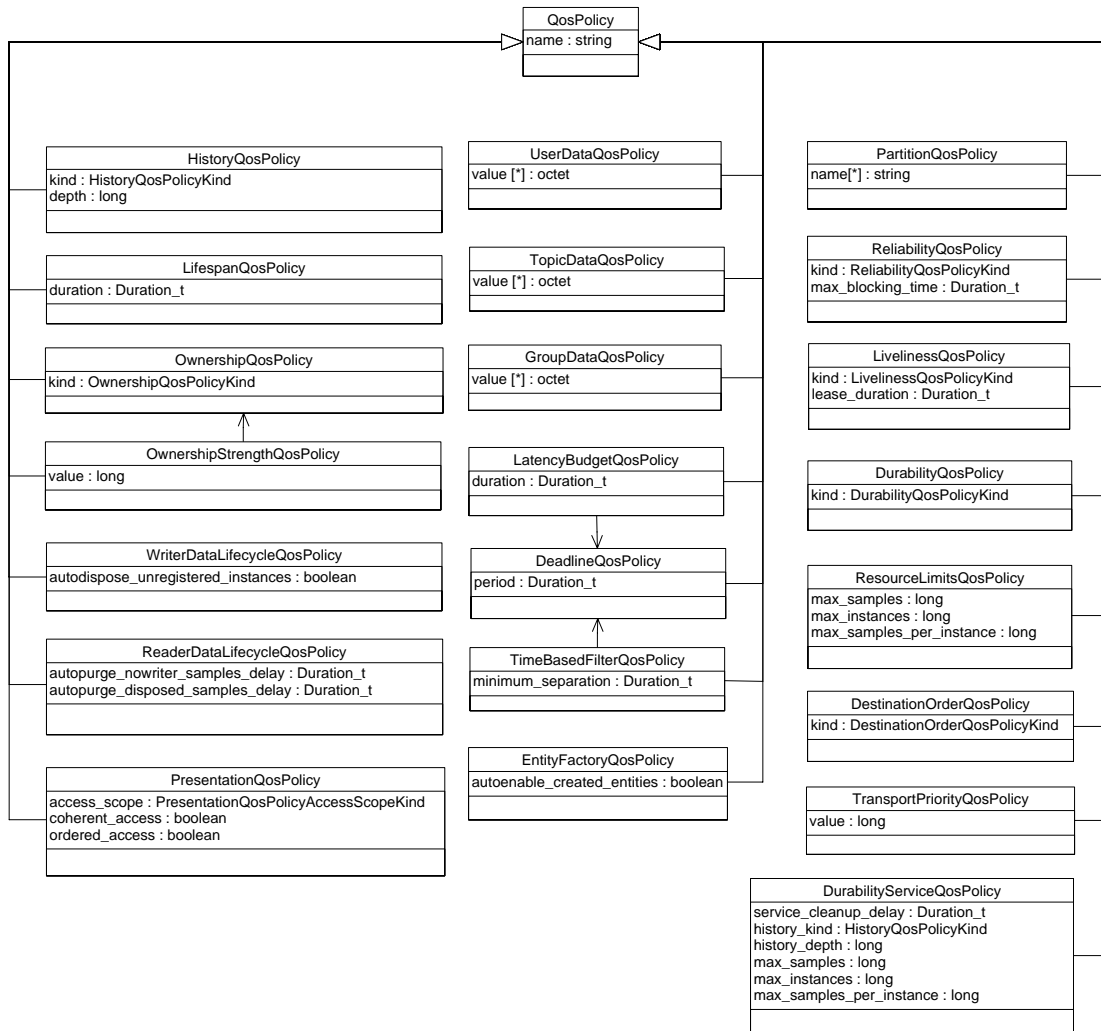 QosPolicy
name : string
HistoryQosPolicy
kind : HistoryQosPolicyKind
depth : long
LifespanQosPolicy
duration : Duration_t
OwnershipQosPolicy
kind : OwnershipQosPolicyKind
OwnershipStrengthQosPolicy
value : long
WriterDataLifecycleQosPolicy
autodispose_unregistered_instances : boolean
ReaderDataLifecycleQosPolicy
autopurge_nowriter_samples_delay : Duration_t
autopurge_disposed_samples_delay : Duration_t
PresentationQosPolicy
access_scope : PresentationQosPolicyAccessScopeKind
coherent_access : boolean
ordered_access : boolean
UserDataQosPolicy
value [*] : octet
TopicDataQosPolicy
value [*] : octet
GroupDataQosPolicy
value [*] : octet
LatencyBudgetQosPolicy
duration : Duration_t
DeadlineQosPolicy
period : Duration_t
TimeBasedFilterQosPolicy
minimum_separation : Duration_t
EntityFactoryQosPolicy
autoenable_created_entities : boolean
PartitionQosPolicy
name[*] : string
ReliabilityQosPolicy
kind : ReliabilityQosPolicyKind
max_blocking_time : Duration_t
LivelinessQosPolicy
kind : LivelinessQosPolicyKind
lease_duration : Duration_t
DurabilityQosPolicy
kind : DurabilityQosPolicyKind
ResourceLimitsQosPolicy
max_samples : long
max_instances : long
max_samples_per_instance : long
DestinationOrderQosPolicy
kind : DestinationOrderQosPolicyKind
TransportPriorityQosPolicy
value : long
DurabilityServiceQosPolicy
service_cleanup_delay : Duration_t
history_kind : HistoryQosPolicyKind
history_depth : long
max_samples : long
max_instances : long
max_samples_per_instance : long